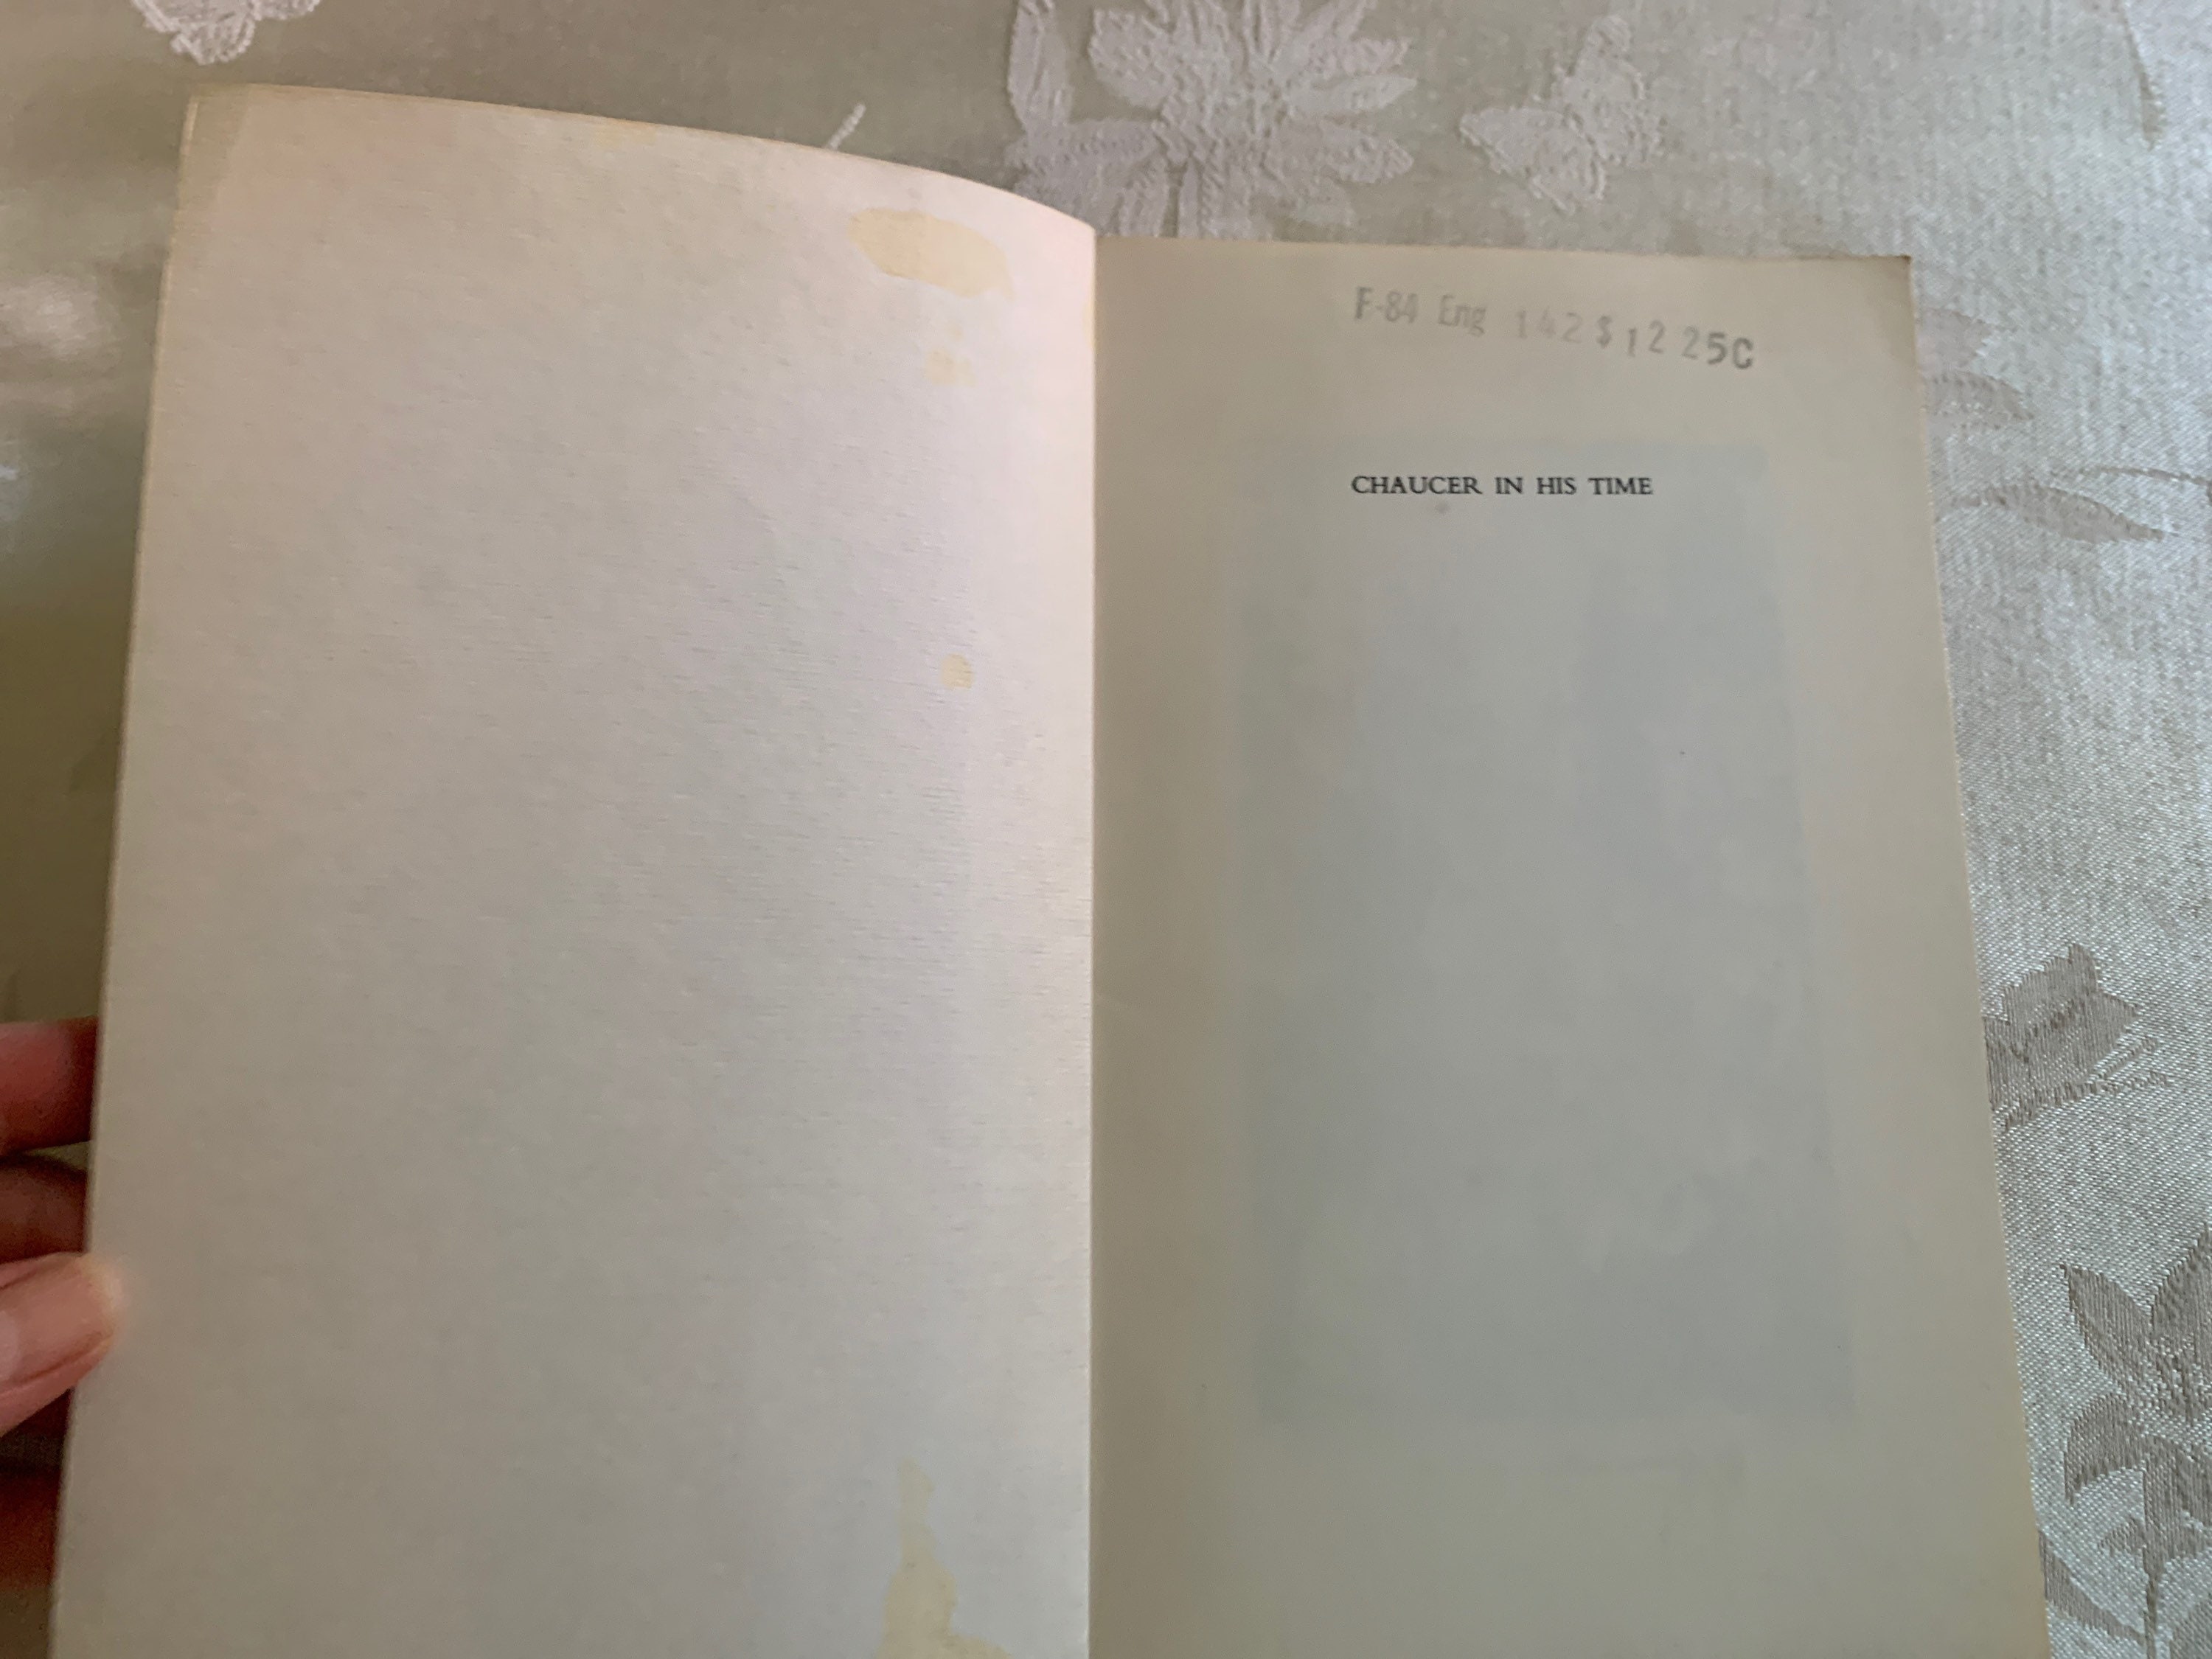 F-84 Eng 142 $12 25C
CHAUCER IN HIS TIME